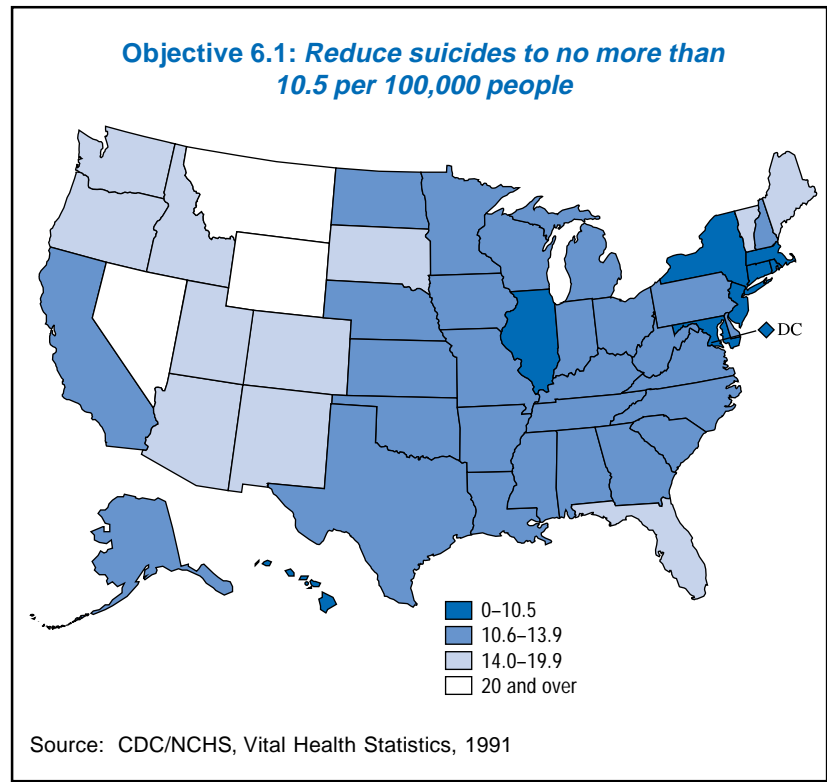 Objective 6.1: Reduce suicides to no more than
10.5 per 100,000 people
DC
0–10.5
10.6–13.9
14.0–19.9
20 and over
Source: CDC/NCHS, Vital Health Statistics, 1991